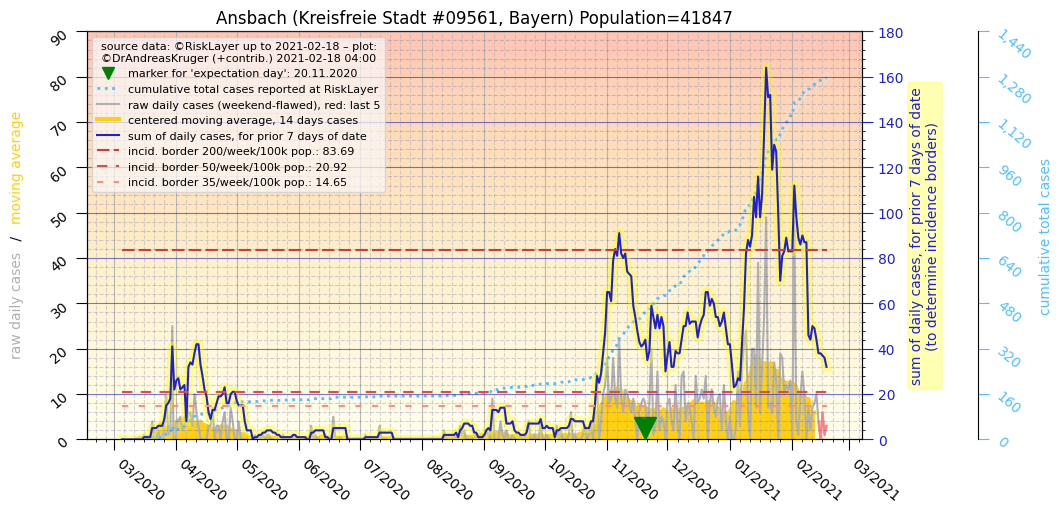 Ansbach (Kreisfreie Stadt #09561, Bayern) Population=41847
source data: ©RiskLayer up to 2021-02-18 – plot:
©DrAndreasKruger (+contrib.) 2021-02-18 04:00
marker for 'expectation day': 20.11.2020
cumulative total cases reported at RiskLayer
raw daily cases (weekend-flawed), red: last 5
centered moving average, 14 days cases
sum of daily cases, for prior 7 days of date
incid. border 200/week/100k pop.: 83.69
incid. border 50/week/100k pop.: 20.92
incid. border 35/week/100k pop.: 14.65
raw daily cases / moving average
90
80
70
60
50
40
30
20
10
0
03/2020
04/2020
05/2020
06/2020
07/2020
08/2020
09/2020
10/2020
11/2020
12/2020
01/2021
02/2021
03/2021
180
160
140
120
100
80
60
40
20
0
sum of daily cases, for prior 7 days of date
(to determine incidence borders)
1,440
1,280
1,120
960
800
640
480
320
160
0
cumulative total cases